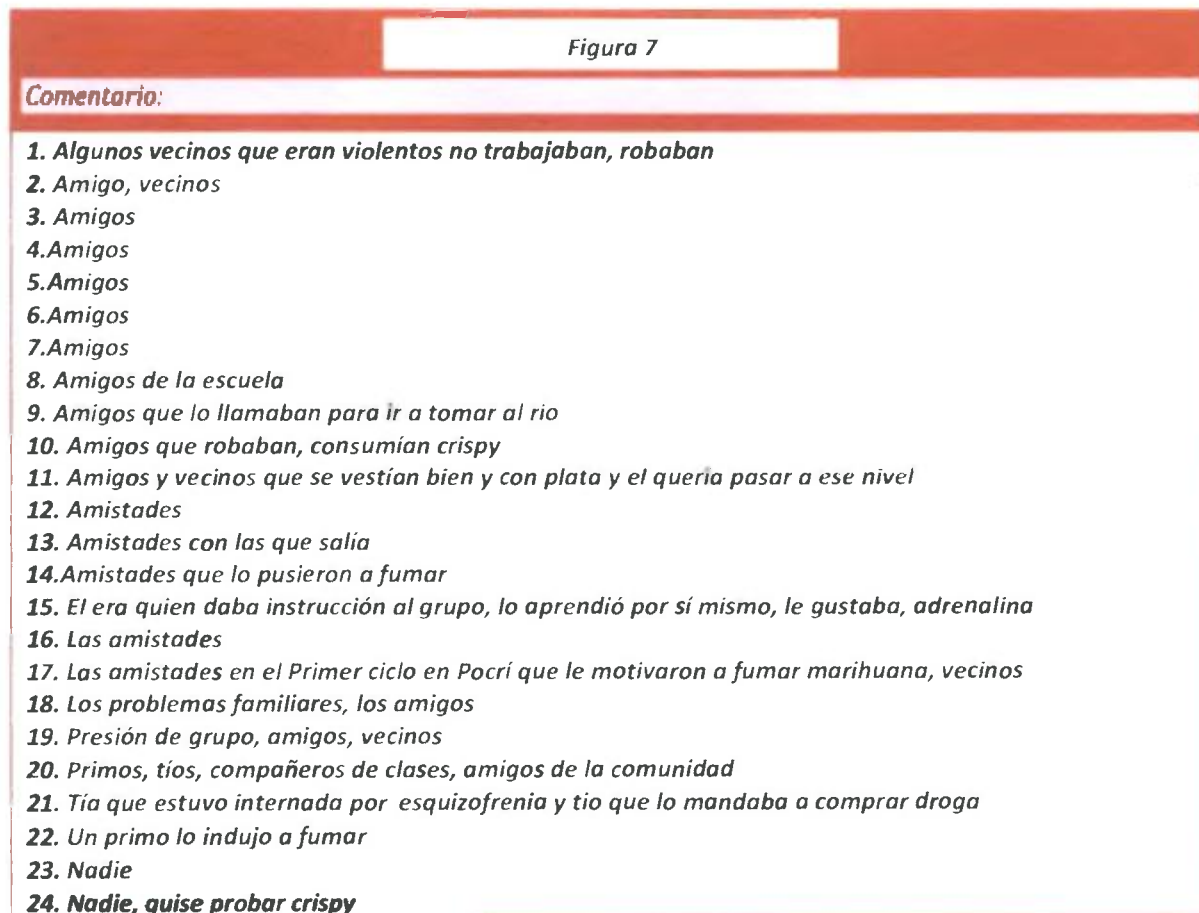 Figura 7
Comentario:
1. Algunos vecinos que eran violentos no trabajaban, robaban
2. Amigo, vecinos
3. Amigos
4.Amigos
5.Amigos
6.Amigos
7.Amigos
8. Amigos de la escuela
9. Amigos que lo llamaban para ir a tomar al rio
10. Amigos que robaban, consumían crispy
11. Amigos y vecinos que se vestían bien y con plata y el queria pasar a ese nivel
12. Amistades
13. Amistades con las que salía
14.Amistades que lo pusieron a fumar
15. El era quien daba instrucción al grupo, lo aprendió por sí mismo, le gustaba, adrenalina
16. Las amistades
17. Las amistades en el Primer ciclo en Pocrí que le motivaron a fumar marihuana, vecinos
18. Los problemas familiares, los amigos
19. Presión de grupo, amigos, vecinos
20. Primos, tíos, compañeros de clases, amigos de la comunidad
21. Tía que estuvo internada por esquizofrenia y tio que lo mandaba a comprar droga
22. Un primo lo indujo a fumar
23. Nadie
24. Nadie, quise probar crispy